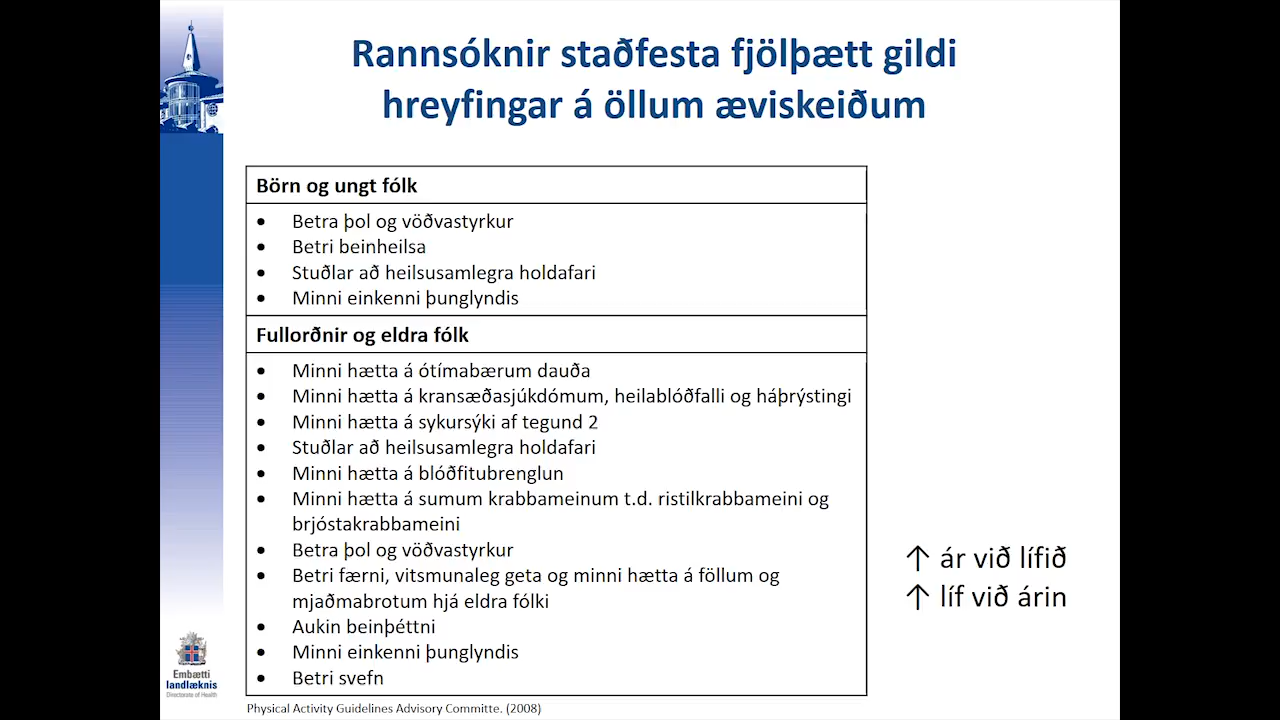 Rannsóknir staðfesta fjölþætt gildi
hreyfingar á öllum æviskeiðum
Börn og ungt fólk
• Betra þol og vöðvastyrkur
• Betri beinheilsa
• Stuðlar að heilsusamlegra holdafari
• Minni einkenni þunglyndis
Fullorðnir og eldra fólk
• Minni hætta á ótímabærum dauða
• Minni hætta á kransæðasjúkdómum, heilablóðfalli og háþrýstingi
• Minni hætta á sykursýki af tegund 2
• Stuðlar að heilsusamlegra holdafari
• Minni hætta á blóðfitubrenglun
• Minni hætta á sumum krabbameinum t.d. ristilkrabbameini og
brjóstakrabbameini
• Betra þol og vöðvastyrkur
• Betri færni, vitsmunaleg geta og minni hætta á föllum og
mjaðmabrotum hjá eldra fólki
• Aukin beinþéttni
• Minni einkenni þunglyndis
• Betri svefn
↑ ár við lífið
↑ líf við árin
Embætti
landlæknis
Directorate of Health
Physical Activity Guidelines Advisory Committe. (2008)